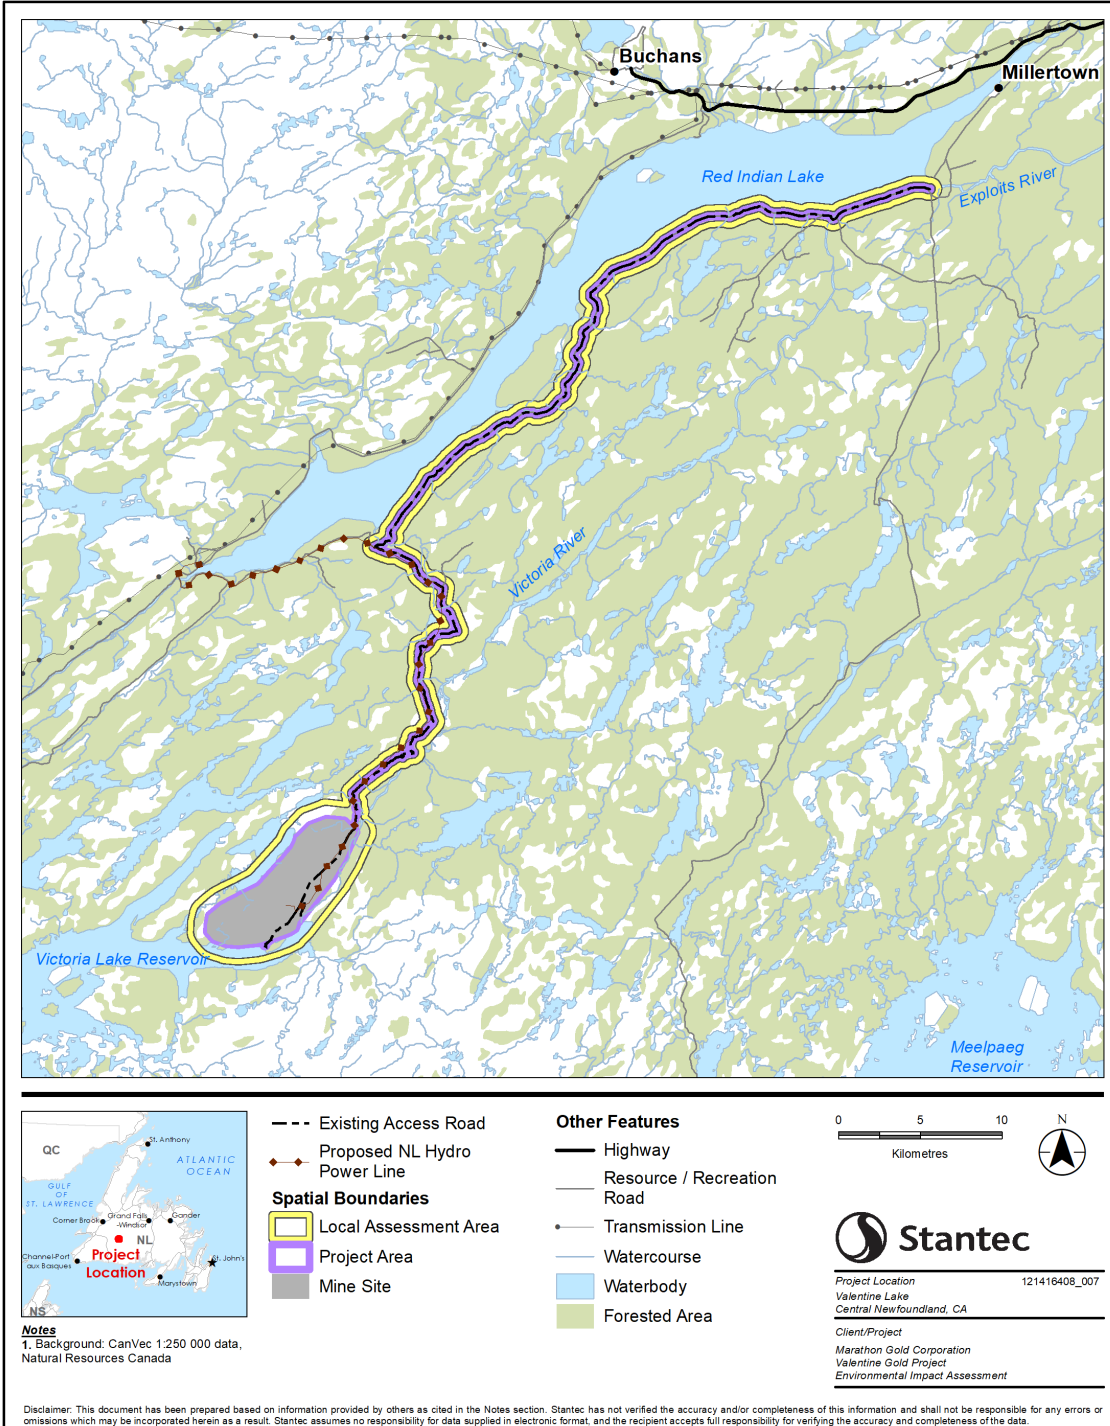 Buchans
Millertown
Red Indian Lake
Exploits River
Victoria River
Victoria Lake Reservoir
Meelpaeg
Reservoir
QC
St. Anthony
ATLANTIC
OCEAN
GULF
OF
ST. LAWRENCE
Corner Brook
Grand Falls
-Windsor
Gander
NL
Project
Location
Channel-Port
aux Basques
St. John's
Marystown
NS
Notes
1. Background: CanVec 1:250 000 data,
Natural Resources Canada
Existing Access Road
Proposed NL Hydro
Power Line
Spatial Boundaries
Local Assessment Area
Project Area
Mine Site
Other Features
Highway
Resource / Recreation
Road
Transmission Line
Watercourse
Waterbody
Forested Area
0 5 10
Kilometres
N
Stantec
Project Location 121416408_007
Valentine Lake
Central Newfoundland, CA
Client/Project
Marathon Gold Corporation
Valentine Gold Project
Environmental Impact Assessment
Disclaimer: This document has been prepared based on information provided by others as cited in the Notes section. Stantec has not verified the accuracy and/or completeness of this information and shall not be responsible for any errors or
omissions which may be incorporated herein as a result. Stantec assumes no responsibility for data supplied in electronic format, and the recipient accepts full responsibility for verifying the accuracy and completeness of the data.